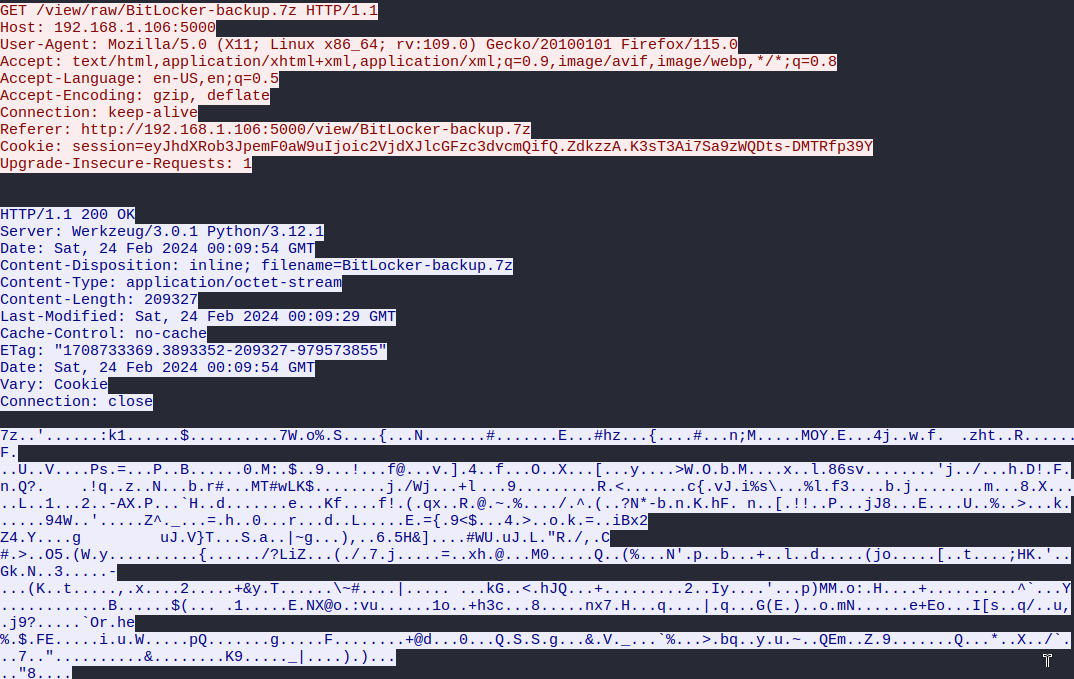 GET /view/raw/BitLocker-backup.7z HTTP/1.1
Host: 192.168.1.106:5000
User-Agent: Mozilla/5.0 (X11; Linux x86_64; rv:109.0) Gecko/20100101 Firefox/115.0
Accept: text/html,application/xhtml+xml,application/xml;q=0.9,image/avif,image/webp,*/*;q=0.8
Accept-Language: en-US,en;q=0.5
Accept-Encoding: gzip, deflate
Connection: keep-alive
Referer: http://192.168.1.106:5000/view/BitLocker-backup.7z
Cookie: session=eyJhdXRob3JpemF0aW9uIjoic2VjdXJlcGFzc3dvcmQifQ.ZdkzzA.K3sT3Ai7Sa9zWQDts-DMTRfp39Y
Upgrade-Insecure-Requests: 1
HTTP/1.1 200 OK
Server: Werkzeug/3.0.1 Python/3.12.1
Date: Sat, 24 Feb 2024 00:09:54 GMT
Content-Disposition: inline; filename=BitLocker-backup.7z
Content-Type: application/octet-stream
Content-Length: 209327
Last-Modified: Sat, 24 Feb 2024 00:09:29 GMT
Cache-Control: no-cache
ETag: "1708733369.3893352-209327-979573855"
Date: Sat, 24 Feb 2024 00:09:54 GMT
Vary: Cookie
Connection: close
7z..'......:k1......$..........7W.o%.S....{...N.......#.......E...#hz...{....#...n;M.....MOY.E...4j..w.f.  .zht..R......
F.
..U..V....Ps.=...P..B......0.M:.$..9...!...f@...v.].4..f...O..X...[...y....>W.O.b.M....x..l.86sv........'j../...h.D!.F.
n.Q?.    .!q..z..N...b.r#...MT#wLK$........j./Wj...+l ...9.........R.<.......c{.vJ.i%s\...%l.f3....b.j........m...8.X...
..L..1...2..-AX.P...`H..d.......e...Kf.....f!.(.qx..R.@.~.%..../.^.(..?N*-b.n.K.hF. n..[.!!..P...jJ8...E....U..%..>...k.
.....94W..'.....Z^._...=.h..0...r...d..L.....E.={.9<$...4.>..o.k.=..iBx2
Z4.Y....g         uJ.V}T...S.a..|~g...),..6.5H&]....#WU.uJ.L."R./,.C
#.>..O5.(W.y..........{....../?LiZ...(./.7.j.....=..xh.@...M0.....Q..(%...N'.p..b...+..l..d.....(jo.....[..t....;HK.'..
Gk.N..3.....-
...(K..t.....,.x....2.....+&y.T......\~#....|..... ...kG..<.hJQ...+.........2..Iy....'...p)MM.o:.H....+..........^`...Y
............B......$(... .1.....E.NX@o.:vu......1o..+h3c...8.....nx7.H...q....|.q...G(E.)..o.mN......e+Eo...I[s..q/..u,
.j9?.....`Or.he
%.$.FE.....i.u.W.....pQ.......g.....F........+@d...0...Q.S.S.g...&.V._...`%...>.bq..y.u.~..QEm..Z.9.......Q...*..X../`.
..7.."..........&........K9....._|....).)...
.."8....